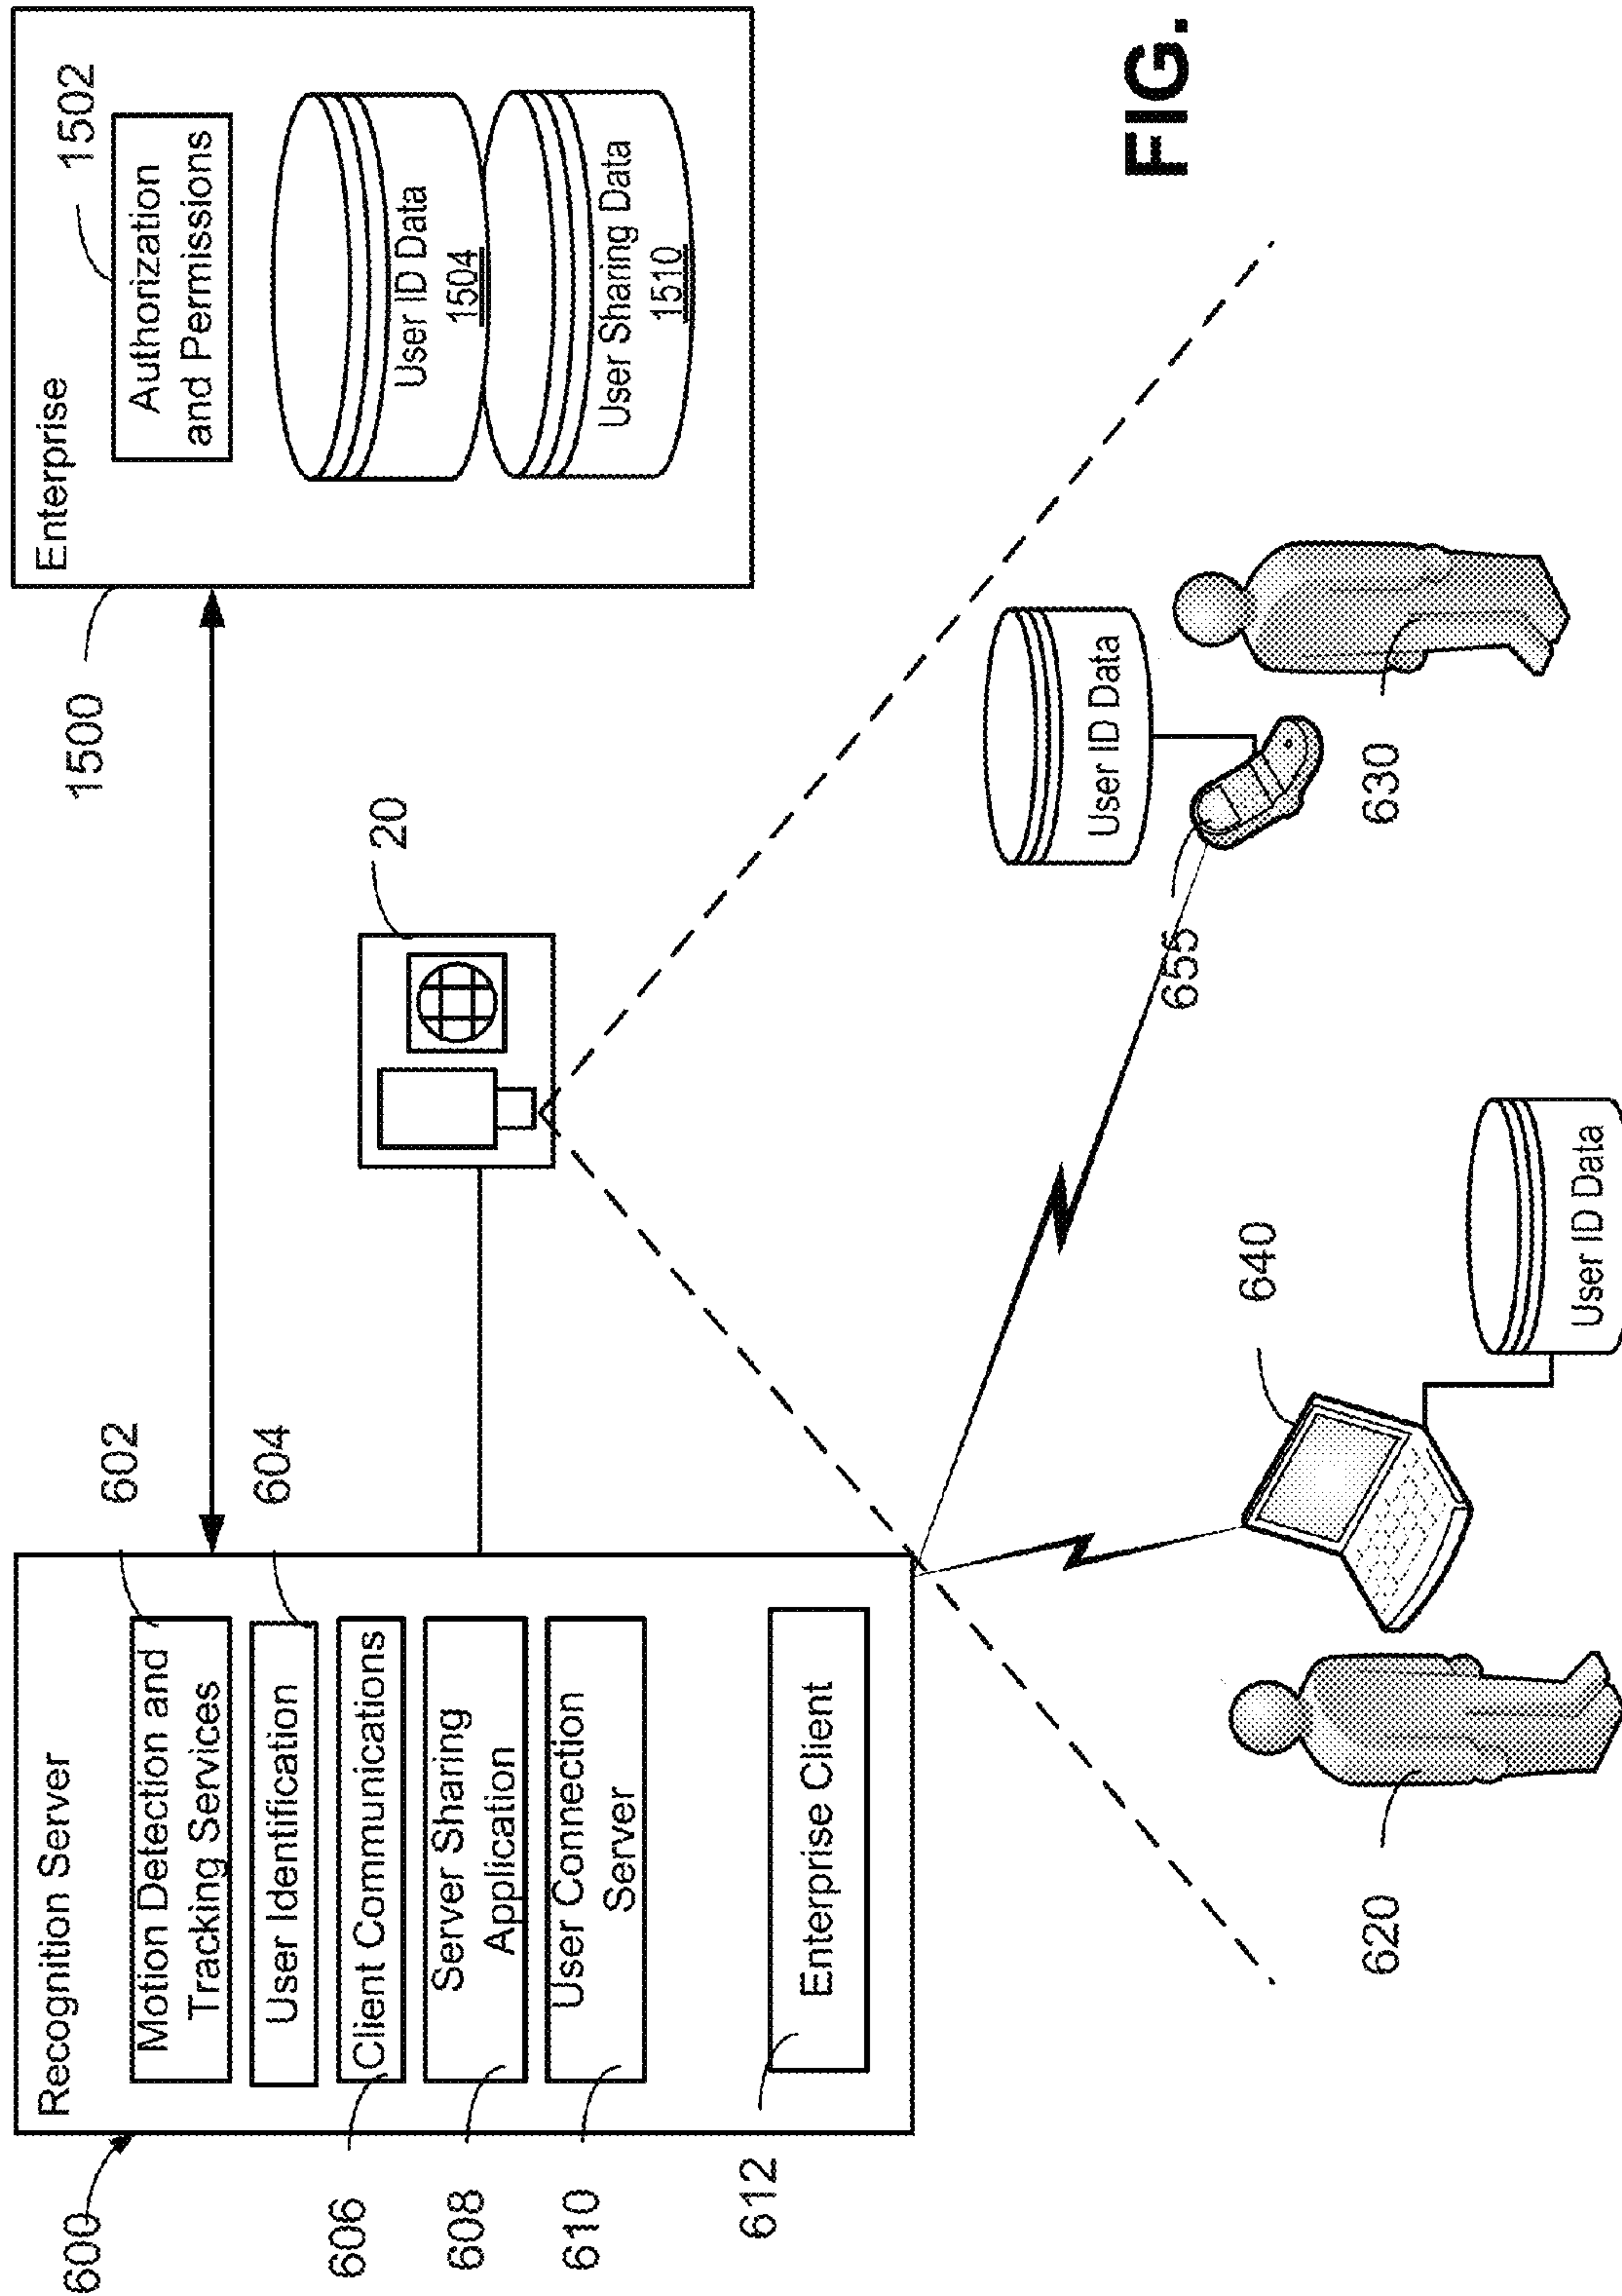 600
Recognition Server
Motion Detection and
Tracking Services
602
User Identification
604
Client Communications
606
Server Sharing
Application
608
User Connection
Server
610
Enterprise Client
612
20
1500
Enterprise
Authorization
and Permissions
1502
User ID Data
1504
User Sharing Data
1510
620
640
User ID Data
655
User ID Data
630
FIG.